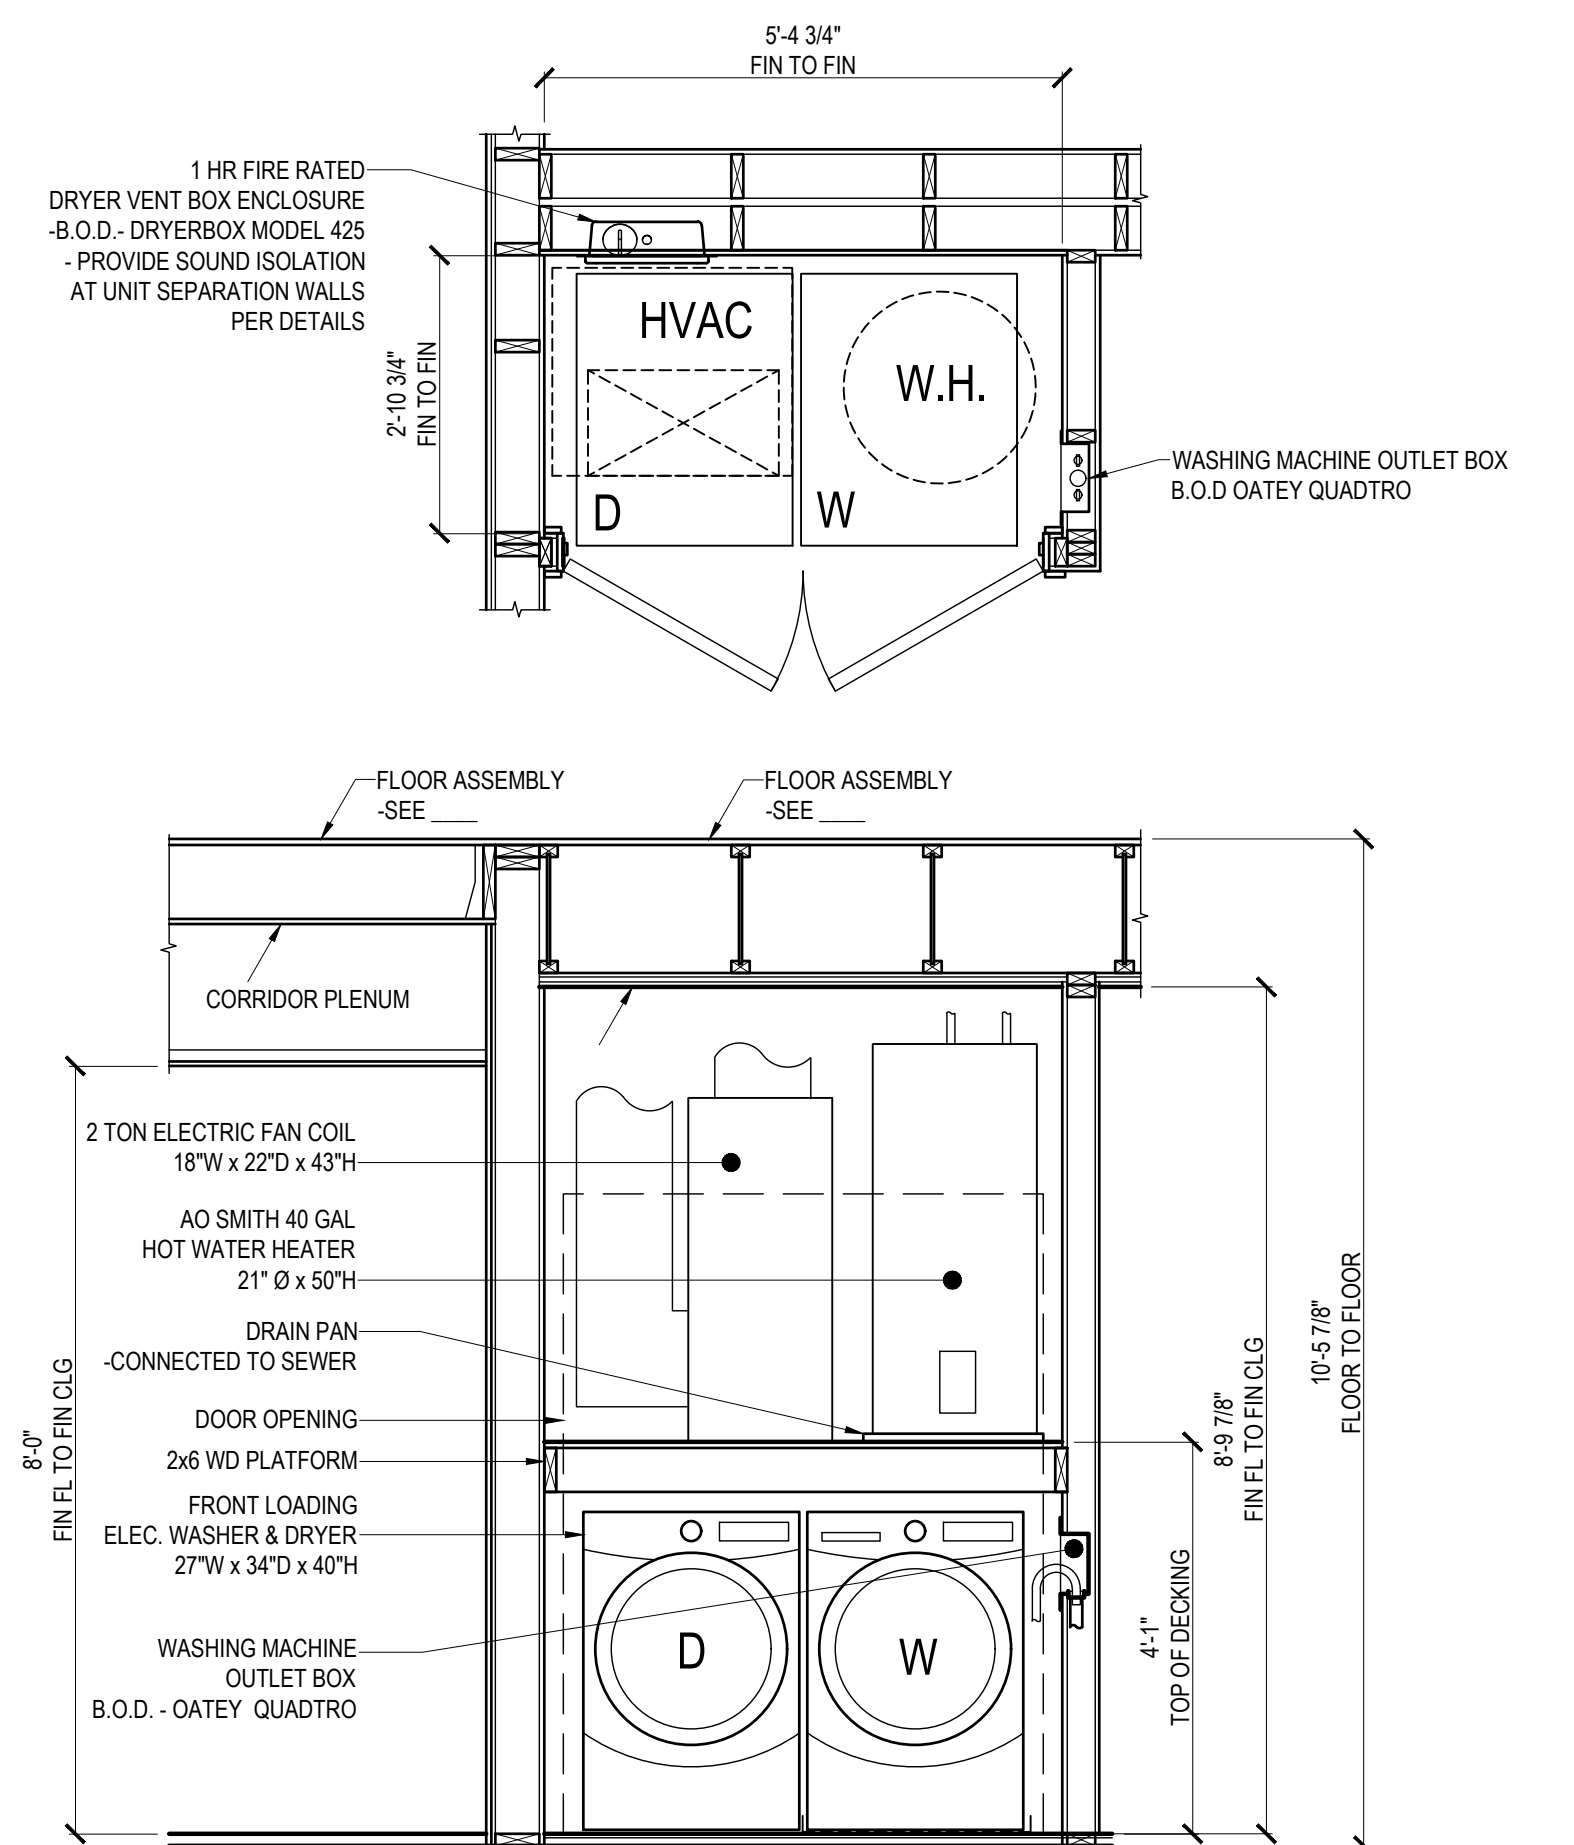 5'-4 3/4"
FIN TO FIN
1 HR FIRE RATED
DRYER VENT BOX ENCLOSURE
-B.O.D.- DRYERBOX MODEL 425
- PROVIDE SOUND ISOLATION
AT UNIT SEPARATION WALLS
PER DETAILS
2'-10 3/4"
FIN TO FIN
HVAC
W.H.
D
W
WASHING MACHINE OUTLET BOX
B.O.D OATEY QUADTRO
FLOOR ASSEMBLY
-SEE ____
FLOOR ASSEMBLY
-SEE ____
CORRIDOR PLENUM
2 TON ELECTRIC FAN COIL
18"W x 22"D x 43"H
AO SMITH 40 GAL
HOT WATER HEATER
21" Ø x 50"H
DRAIN PAN
-CONNECTED TO SEWER
DOOR OPENING
2x6 WD PLATFORM
FRONT LOADING
ELEC. WASHER & DRYER
27"W x 34"D x 40"H
WASHING MACHINE
OUTLET BOX
B.O.D. - OATEY QUADTRO
D
W
8'-0"
FIN FL TO FIN CLG
4'-1"
TOP OF DECKING
8'-9 7/8"
FIN FL TO FIN CLG
10'-5 7/8"
FLOOR TO FLOOR